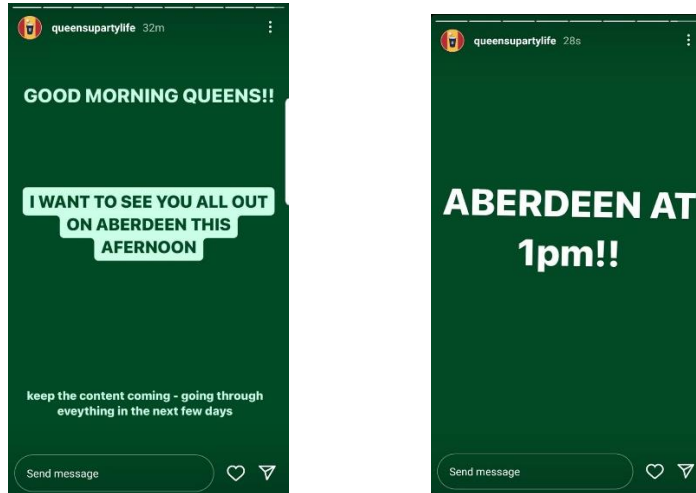 queensupartylife 32m
GOOD MORNING QUEENS!!
I WANT TO SEE YOU ALL OUT
ON ABERDEEN THIS
AFERNOON
keep the content coming - going through
eveything in the next few days
Send message
queensupartylife 28s
ABERDEEN AT
1pm!!
Send message